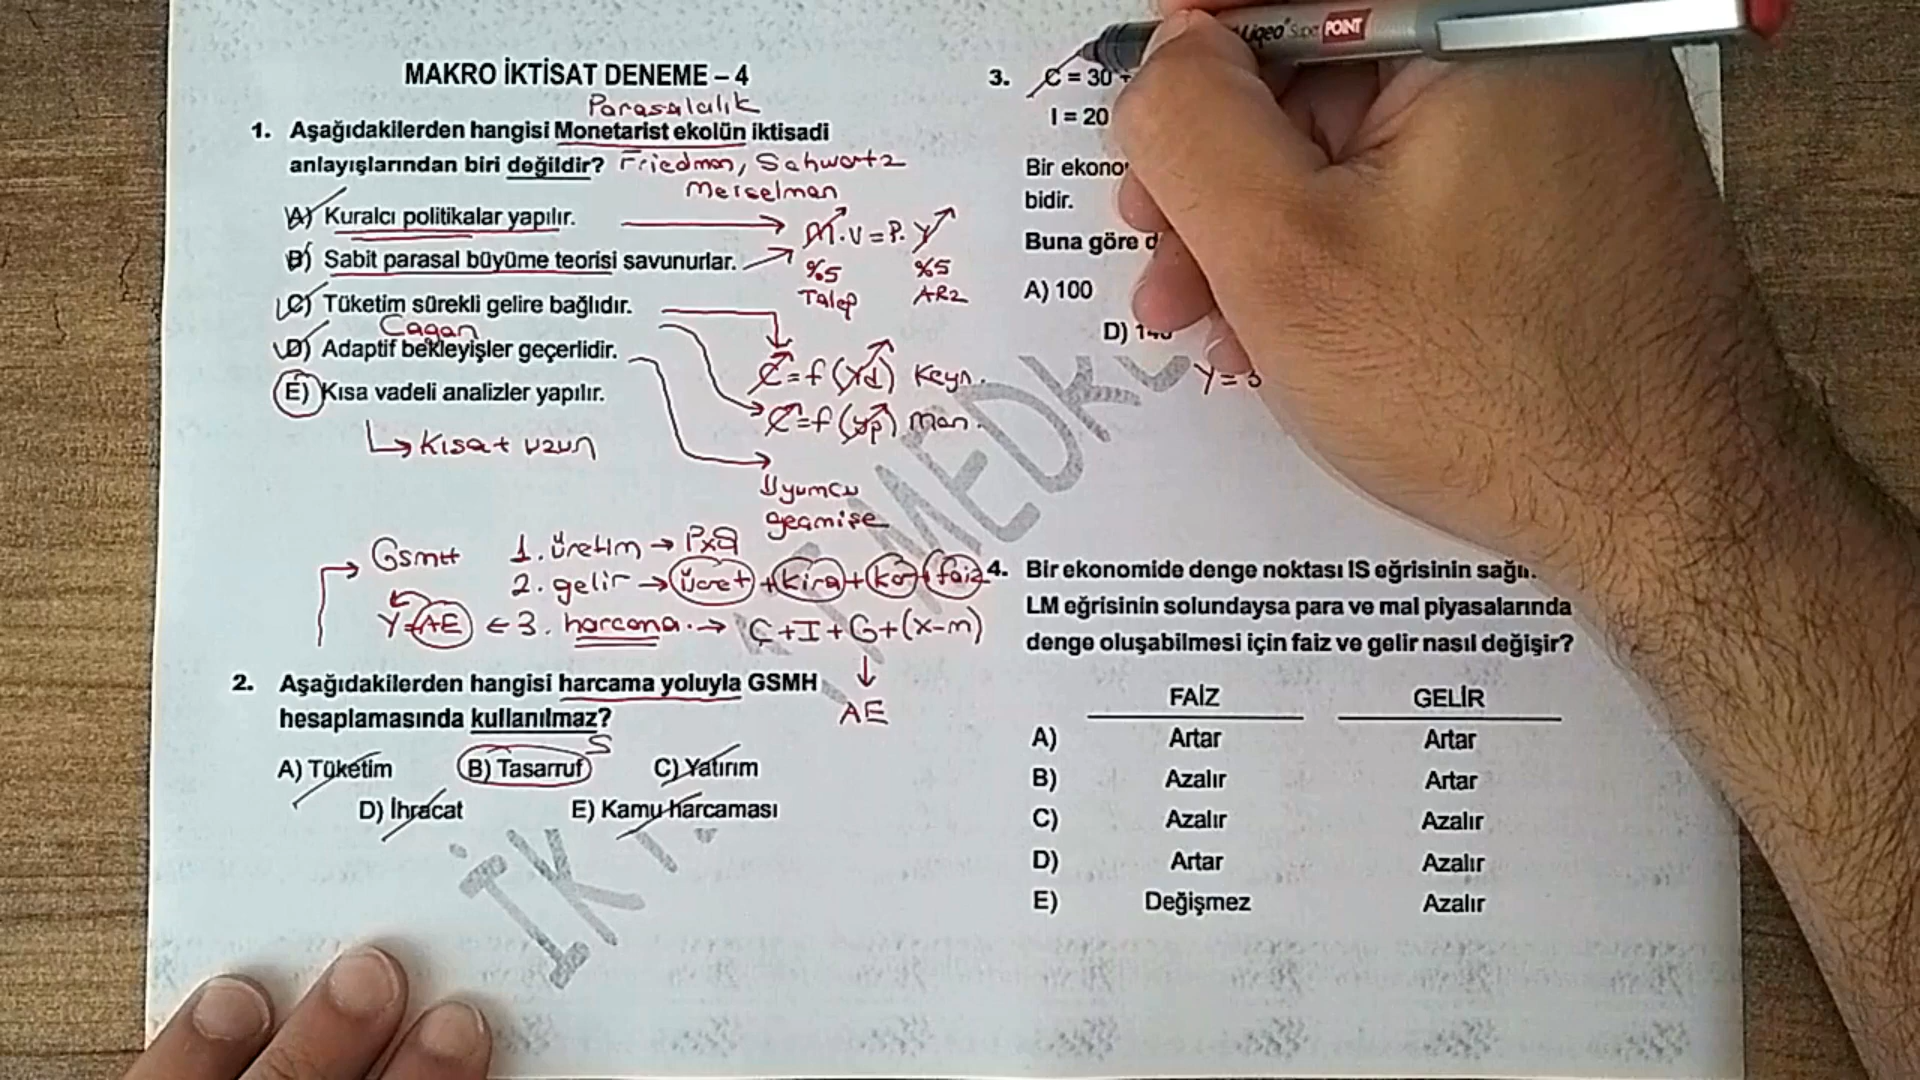 MAKRO İKTİSAT DENEME – 4
Parasalcılık
1. Aşağıdakilerden hangisi Monetarist ekolün iktisadi
anlayışlarından biri değildir? Friedman, Schwartz
Meiselman
A) Kuralcı politikalar yapılır.
M.V=P.Y
B) Sabit parasal büyüme teorisi savunurlar.
%5 %5
Talep ARZ
C) Tüketim sürekli gelire bağlıdır.
Cagan
D) Adaptif bekleyişler geçerlidir.
C=f(Yd) Keyn.
E) Kısa vadeli analizler yapılır.
C=f(yp) Mon.
Kısa+uzun
Uyumcu
geçmişe
GSMH 1. üretim → PxQ
2. gelir → ücret + kira + kar + faiz
Y=AE ⇐ 3. harcama. → C+I+G+(x-m)
AE
2. Aşağıdakilerden hangisi harcama yoluyla GSMH
hesaplamasında kullanılmaz?
S
A) Tüketim B) Tasarruf C) Yatırım
D) İhracat E) Kamu harcaması
3. C = 30 +
I = 20
Bir
bidir.
Buna göre
A) 100
D)
Y =
4. Bir ekonomide denge noktası IS eğrisinin
LM eğrisinin solundaysa para ve mal piyasalarında
denge oluşabilmesi için faiz ve gelir nasıl değişir?
FAİZ GELİR
A) Artar Artar
B) Azalır Artar
C) Azalır Azalır
D) Artar Azalır
E) Değişmez Azalır
Liqeo Super POINT